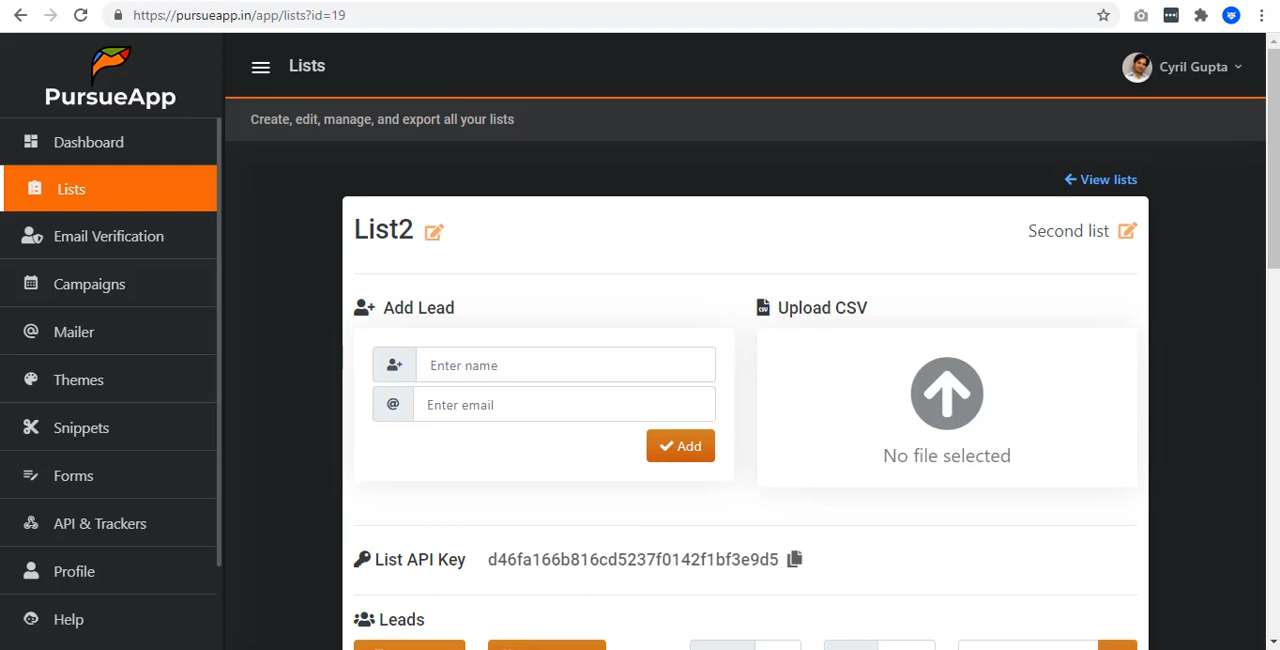 https://pursueapp.in/app/lists?id=19
PursueApp
Lists
Cyril Gupta
Create, edit, manage, and export all your lists
Dashboard
Lists
Email Verification
Campaigns
Mailer
Themes
Snippets
Forms
API & Trackers
Profile
Help
View lists
List2
Second list
Add Lead
Upload CSV
Enter name
@ Enter email
Add
CSV
No file selected
List API Key d46fa166b816cd5237f0142f1bf3e9d5
Leads